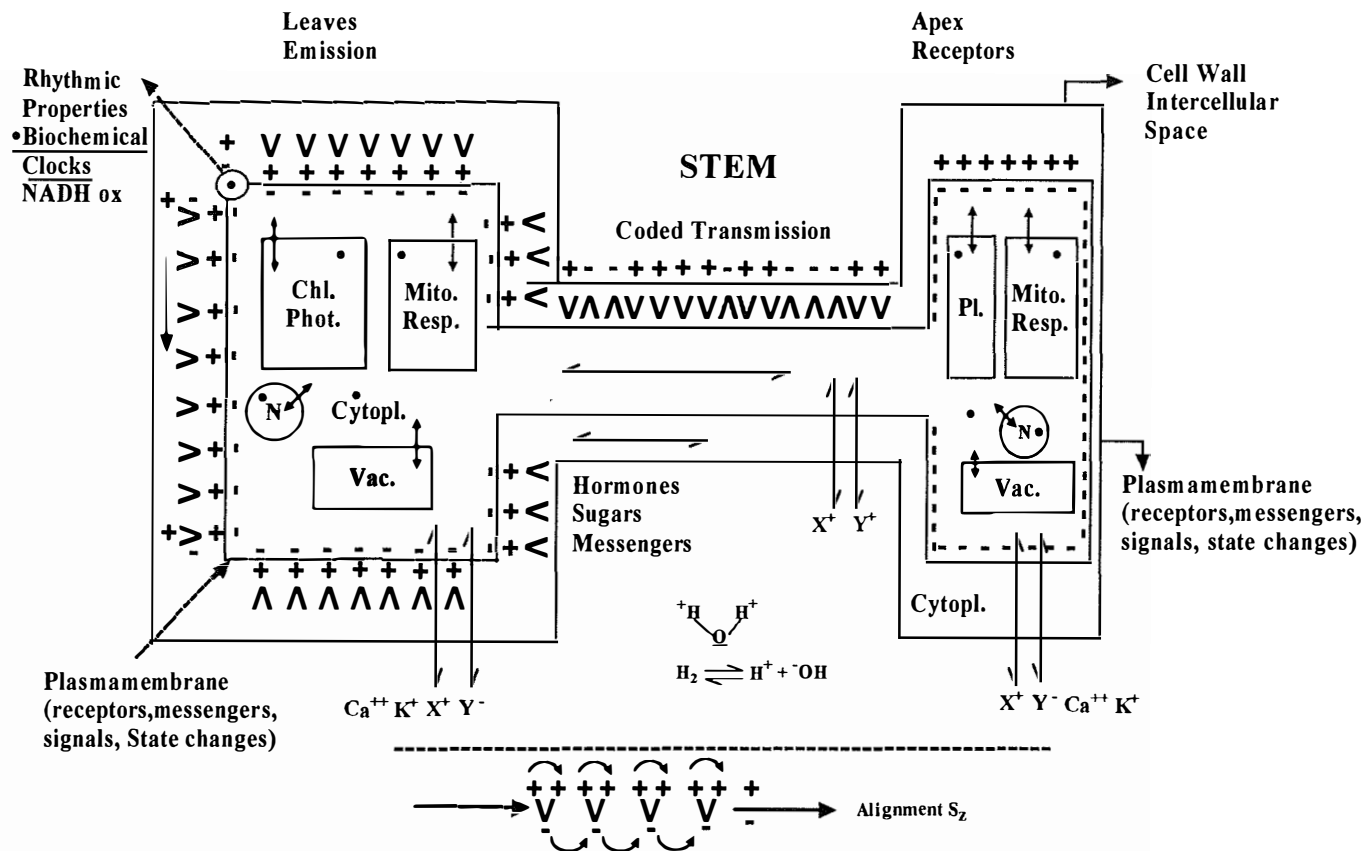 Leaves
Emission
Apex
Receptors
Rhythmic
Properties
•Biochemical
Clocks
NADH ox
Cell Wall
Intercellular
Space
+ V V V V V V V
+ + + + + + +
- - - - - - -
STEM
+ + + + + + +
Coded Transmission
+ - - + + + + - + + - - + +
V Λ Λ V V V V Λ V V Λ Λ V V
Chl.
Phot.
Mito.
Resp.
Pl.
Mito.
Resp.
N
Cytopl.
Vac.
N
Vac.
Hormones
Sugars
Messengers
X⁺ Y⁺
Plasmamembrane
(receptors,messengers,
signals, state changes)
- - - - - - -
+ + + + + + +
Λ Λ Λ Λ Λ Λ Λ
Cytopl.
⁺H H⁺
O
H₂ ⇌ H⁺ + ⁻OH
Plasmamembrane
(receptors,messengers,
signals, State changes)
Ca⁺⁺ K⁺ X⁺ Y⁻
X⁺ Y⁻ Ca⁺⁺ K⁺
++ ++ ++ ++ +
V V V V
- - - - -
Alignment S_z